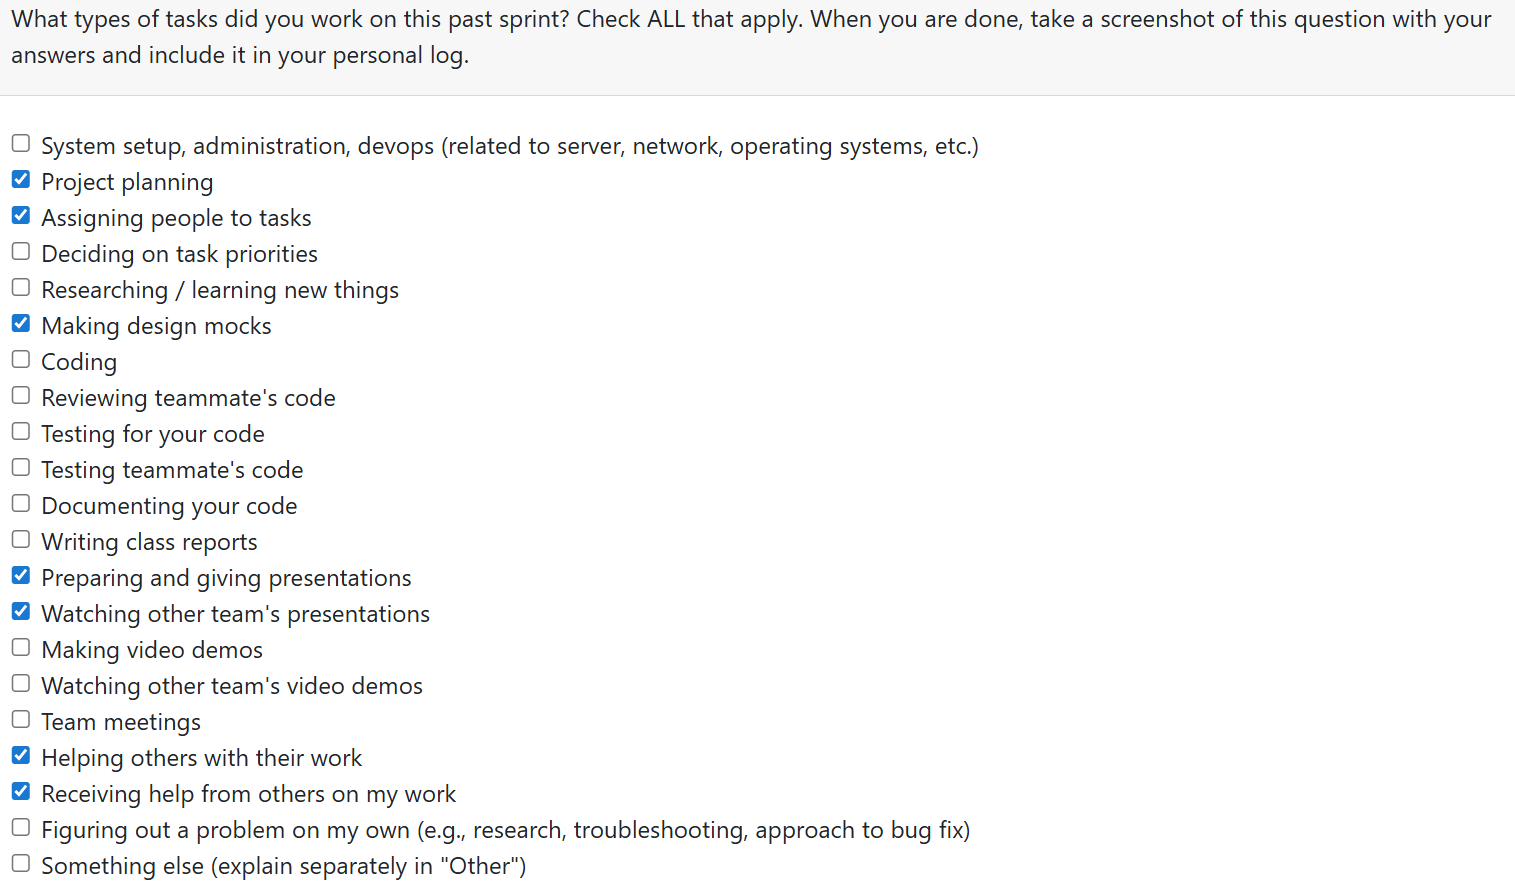 What types of tasks did you work on this past sprint? Check ALL that apply. When you are done, take a screenshot of this question with your
answers and include it in your personal log.
System setup, administration, devops (related to server, network, operating systems, etc.)
Project planning
Assigning people to tasks
Deciding on task priorities
Researching / learning new things
Making design mocks
Coding
Reviewing teammate's code
Testing for your code
Testing teammate's code
Documenting your code
Writing class reports
Preparing and giving presentations
Watching other team's presentations
Making video demos
Watching other team's video demos
Team meetings
Helping others with their work
Receiving help from others on my work
Figuring out a problem on my own (e.g., research, troubleshooting, approach to bug fix)
Something else (explain separately in "Other")